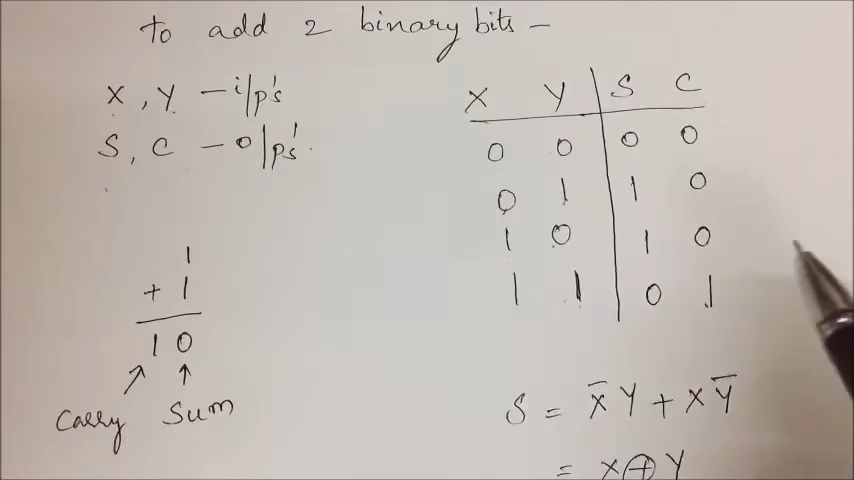 To add 2 binary bits –
X , Y – i/p's
S, C – o/p's
X Y S C
0 0 0 0
0 1 1 0
1 0 1 0
1 1 0 1
1
+ 1
1 0
Carry Sum
S = X̅ Y + X Y̅
= X ⊕ Y